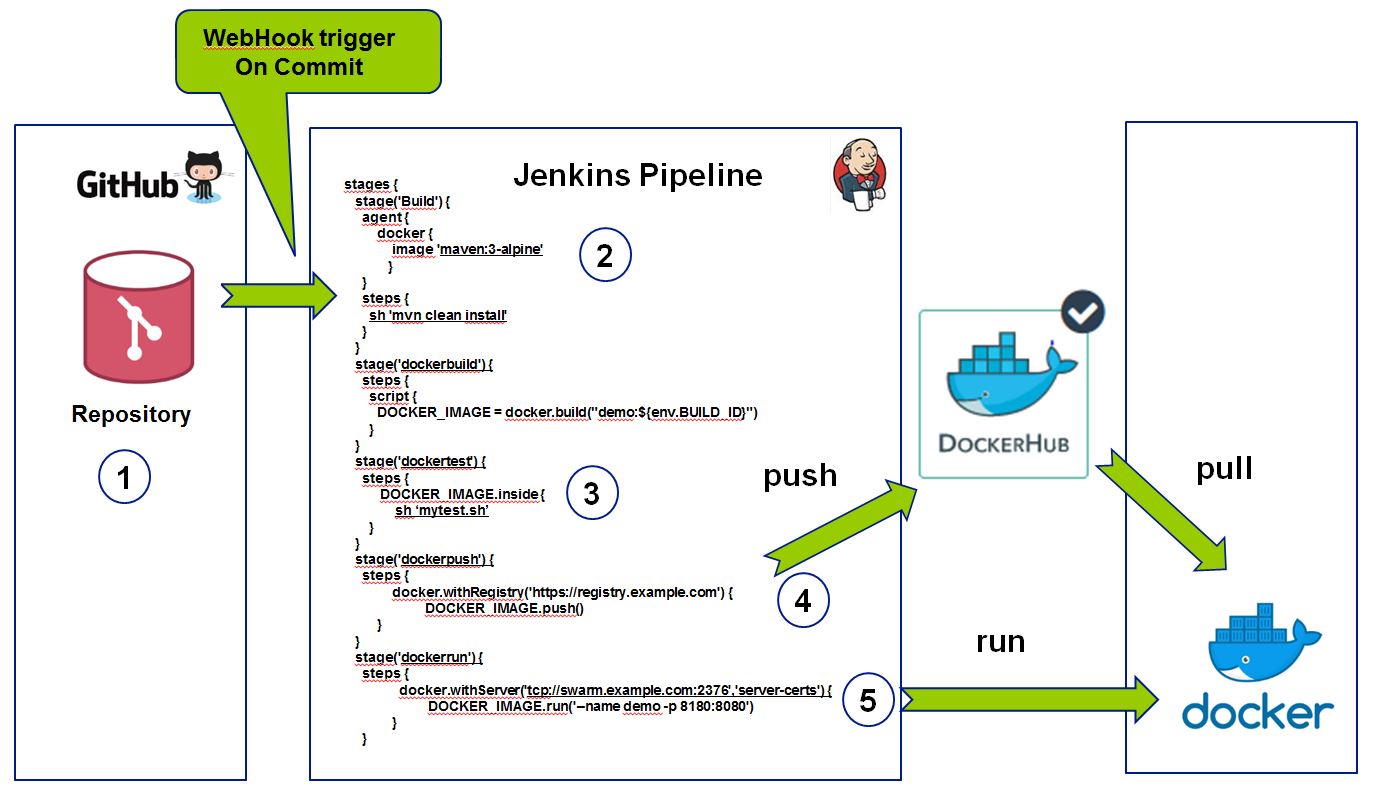 WebHook trigger
On Commit
GitHub
Repository
1
Jenkins Pipeline
stages {
stage('Build') {
agent {
docker {
image 'maven:3-alpine'
}
}
steps {
sh 'mvn clean install'
}
}
stage('dockerbuild') {
steps {
script {
DOCKER_IMAGE = docker.build("demo:${env.BUILD_ID}")
}
}
stage('dockertest') {
steps {
DOCKER_IMAGE.inside {
sh ‘mytest.sh’
}
}
stage('dockerpush') {
steps {
docker.withRegistry('https://registry.example.com') {
DOCKER_IMAGE.push()
}
}
stage('dockerrun') {
steps {
docker.withServer('tcp://swarm.example.com:2376','server-certs') {
DOCKER_IMAGE.run('--name demo -p 8180:8080')
}
}
2
3
4
5
push
DOCKERHUB
run
pull
docker